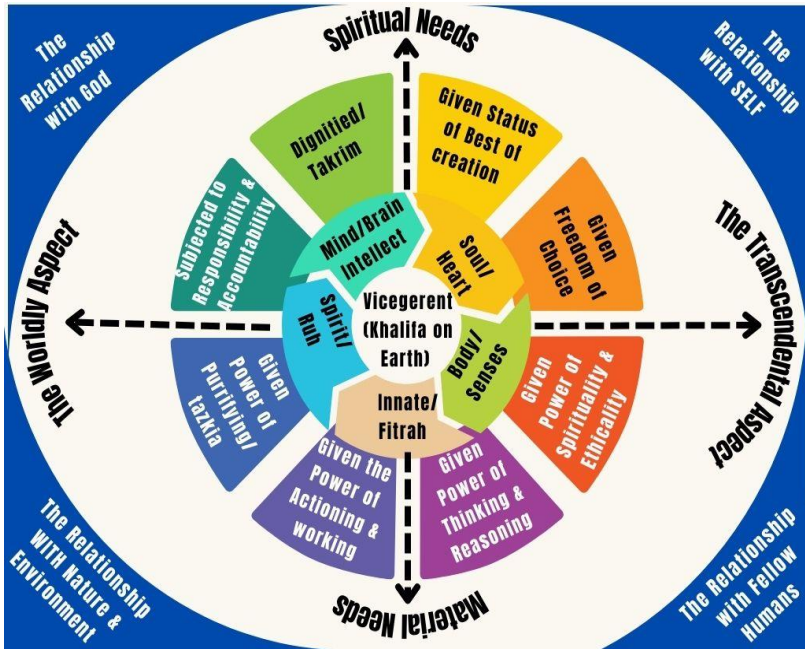 The
Relationship
with God
Spiritual Needs
The
Relationship
with SELF
Dignitied/
Takrim
Given Status
of Best of
creation
Subjected to
Responsibility &
Accountability
Given
Freedom of
Choice
Mind/Brain
Intellect
Soul/
Heart
The Worldly Aspect
Spirit/
Ruh
Vicegerent
(Khalifa on
Earth)
Body/
Senses
The Transcendental Aspect
Innate/
Fitrah
Given
Power of
Purrifying/
tazkia
Given
Power of
Spirituality &
Ethicality
Given the
Power of
Actioning &
working
Given
Power of
Thinking &
Reasoning
The Relationship
WITH Nature &
Environment
Material Needs
The Relationship
with Fellow
Humans